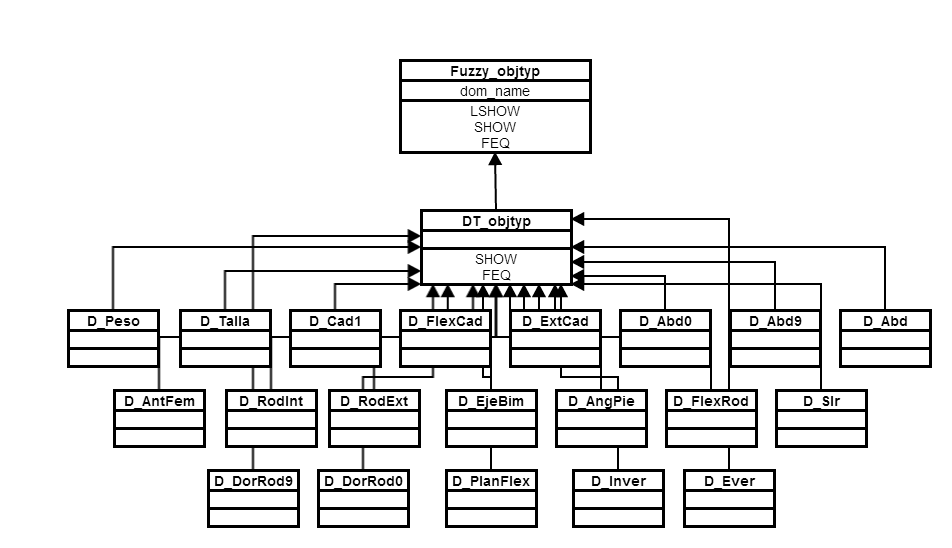 Fuzzy_objtyp
dom_name
LSHOW
SHOW
FEQ
DT_objtyp
SHOW
FEQ
D_Peso
D_Talla
D_Cad1
D_FlexCad
D_ExtCad
D_Abd0
D_Abd9
D_Abd
D_AntFem
D_RodInt
D_RodExt
D_EjeBim
D_AngPie
D_FlexRod
D_Slr
D_DorRod9
D_DorRod0
D_PlanFlex
D_Inver
D_Ever